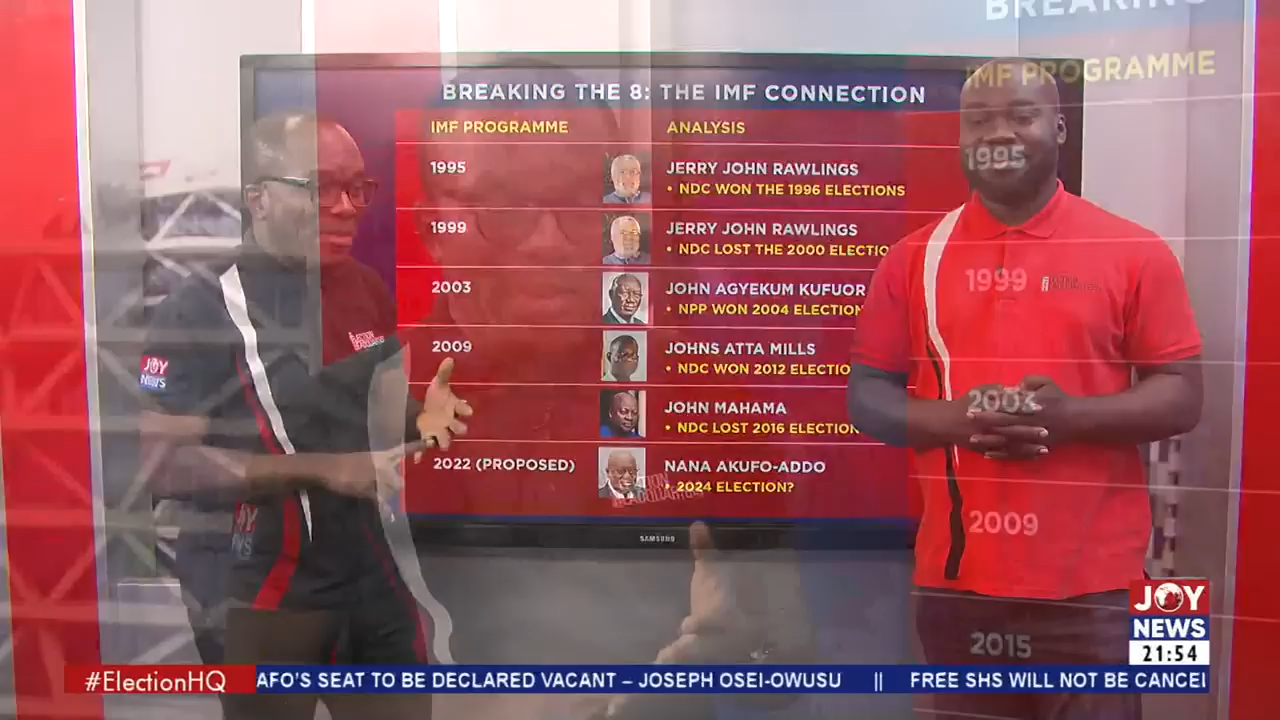 BREAKING
IMF PROGRAMME
BREAKING THE 8: THE IMF CONNECTION
IMF PROGRAMME ANALYSIS
1995 JERRY JOHN RAWLINGS
• NDC WON THE 1996 ELECTIONS
1999 JERRY JOHN RAWLINGS
• NDC LOST THE 2000 ELECTIO
2003 JOHN AGYEKUM KUFUOR
• NPP WON 2004 ELECTION
2009 JOHNS ATTA MILLS
• NDC WON 2012 ELECTIO
JOHN MAHAMA
• NDC LOST 2016 ELECTION
2022 (PROPOSED) NANA AKUFO-ADDO
• 2024 ELECTION?
SAMSUNG
1995
1999
2003
2009
2015
JOY
NEWS
JOY
NEWS
21:54
#ElectionHQ AFO'S SEAT TO BE DECLARED VACANT – JOSEPH OSEI-OWUSU || FREE SHS WILL NOT BE CANCEL